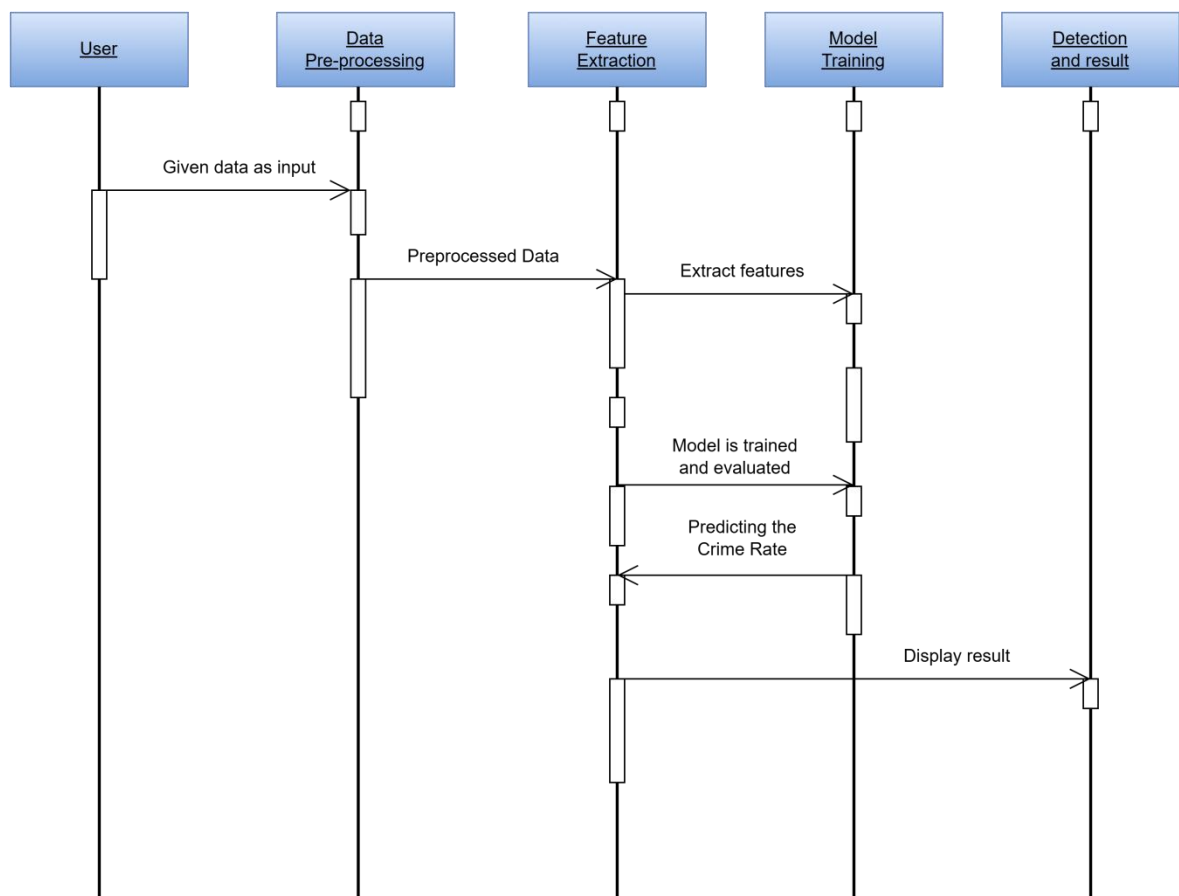 User
Data
Pre-processing
Feature
Extraction
Model
Training
Detection
and result
Given data as input
Preprocessed Data
Extract features
Model is trained
and evaluated
Predicting the
Crime Rate
Display result